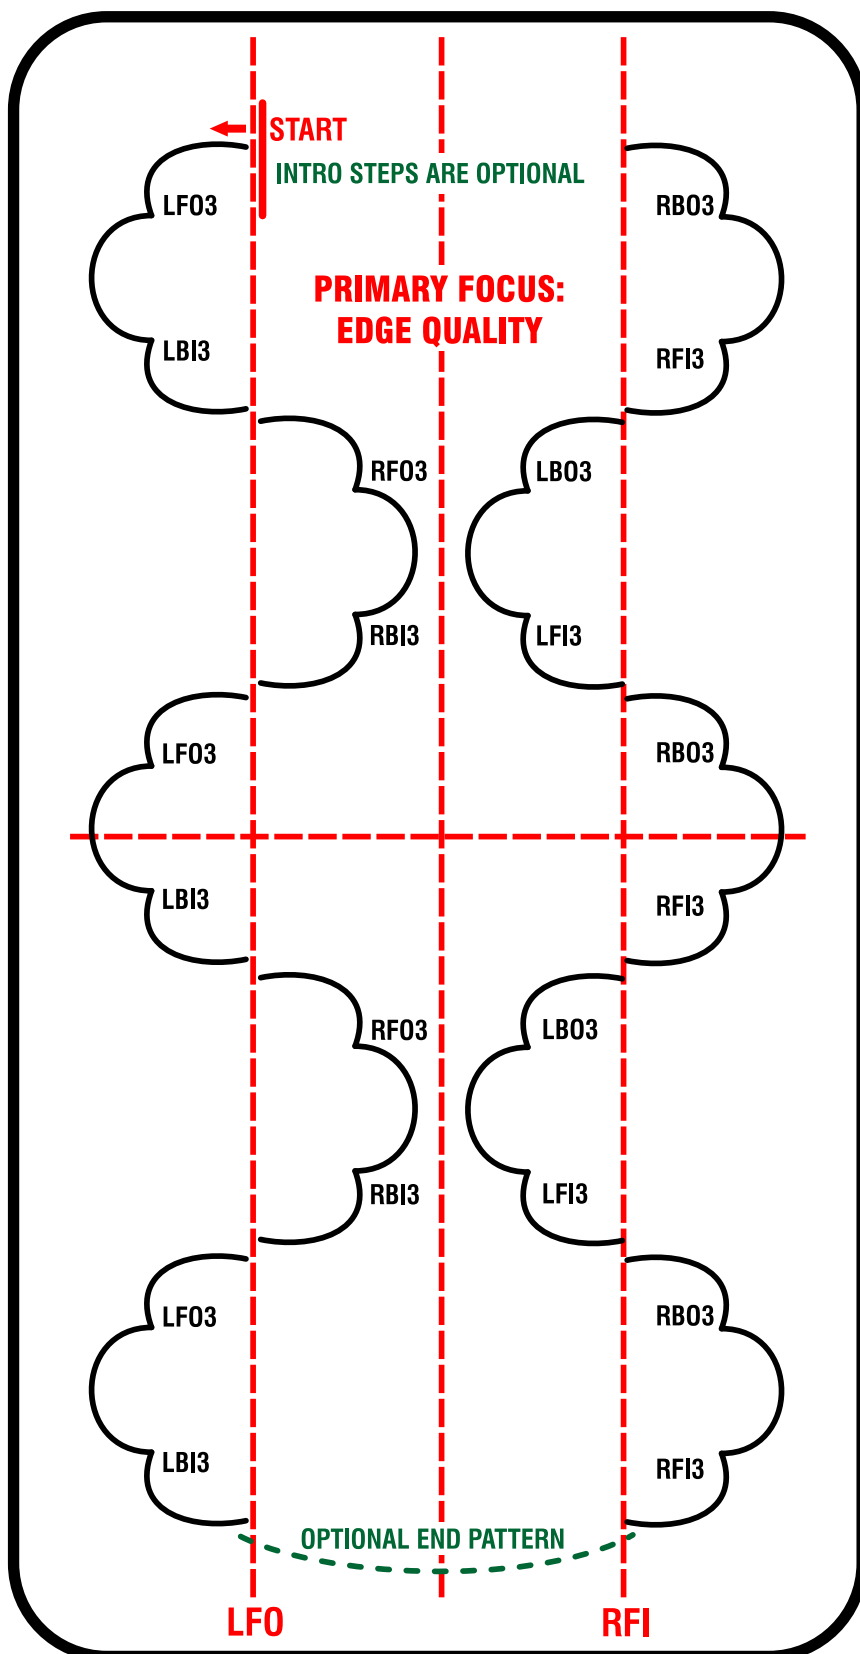 START
INTRO STEPS ARE OPTIONAL
LFO3
RBO3
PRIMARY FOCUS:
EDGE QUALITY
LBI3
RFI3
RFO3
LBO3
RBI3
LFI3
LFO3
RBO3
LBI3
RFI3
RFO3
LBO3
RBI3
LFI3
LFO3
RBO3
LBI3
RFI3
OPTIONAL END PATTERN
LFO
RFI